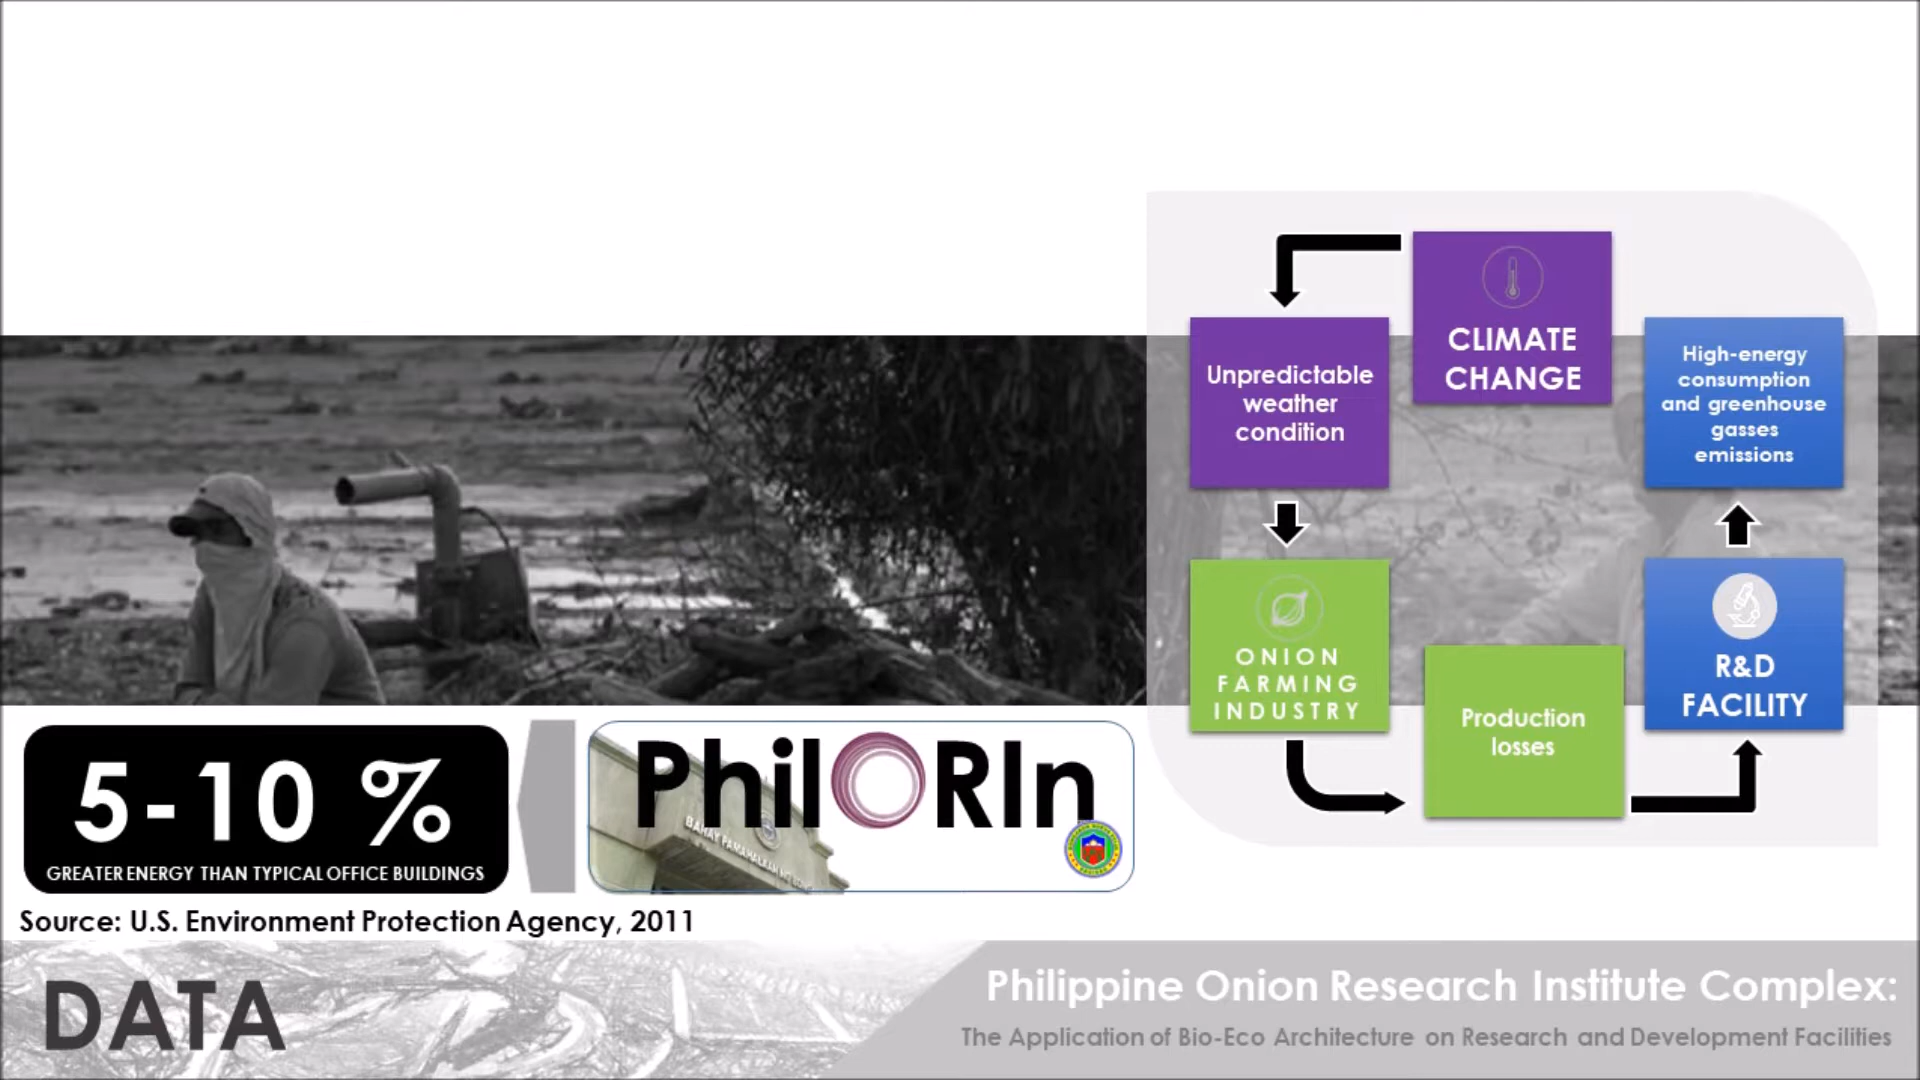 CLIMATE
CHANGE
Unpredictable
weather
condition
ONION
FARMING
INDUSTRY
Production
losses
R&D
FACILITY
High-energy
consumption
and greenhouse
gasses
emissions
5-10 %
GREATER ENERGY THAN TYPICAL OFFICE BUILDINGS
PhilORIn
BAHAY PAMAHALAAN
Source: U.S. Environment Protection Agency, 2011
DATA
Philippine Onion Research Institute Complex:
The Application of Bio-Eco Architecture on Research and Development Facilities